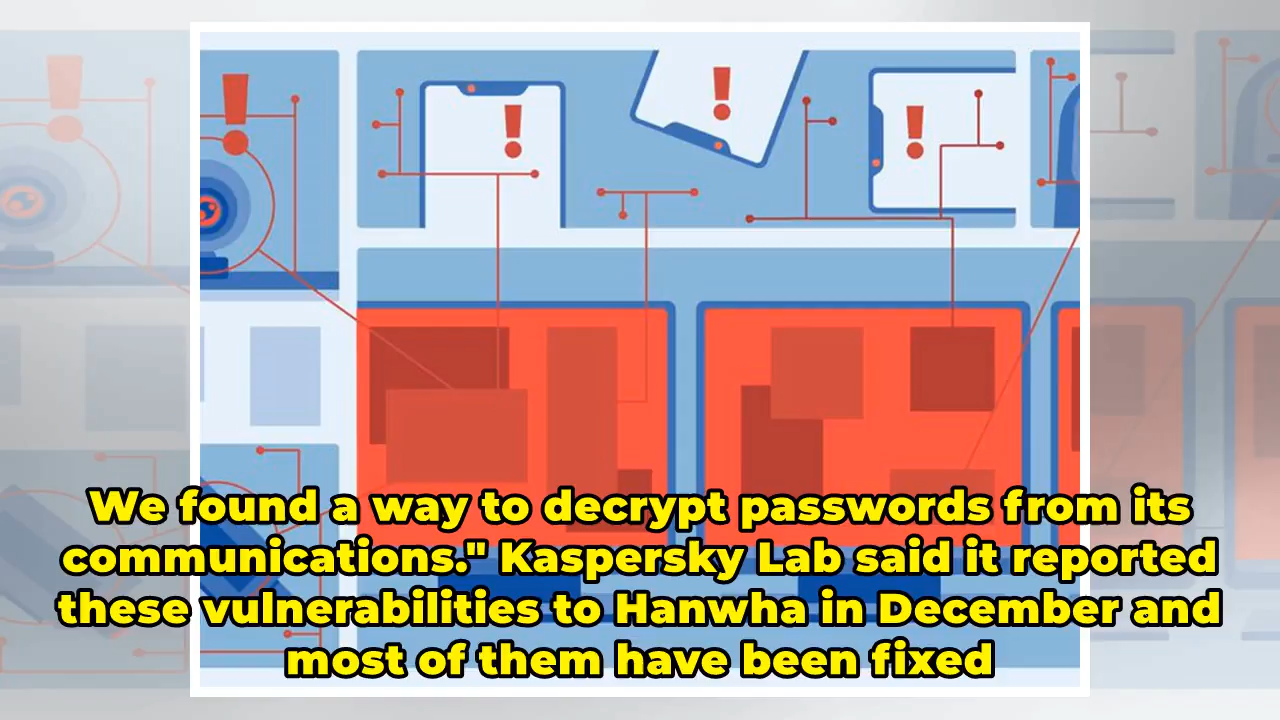 We found a way to decrypt passwords from its
communications." Kaspersky Lab said it reported
these vulnerabilities to Hanwha in December and
most of them have been fixed